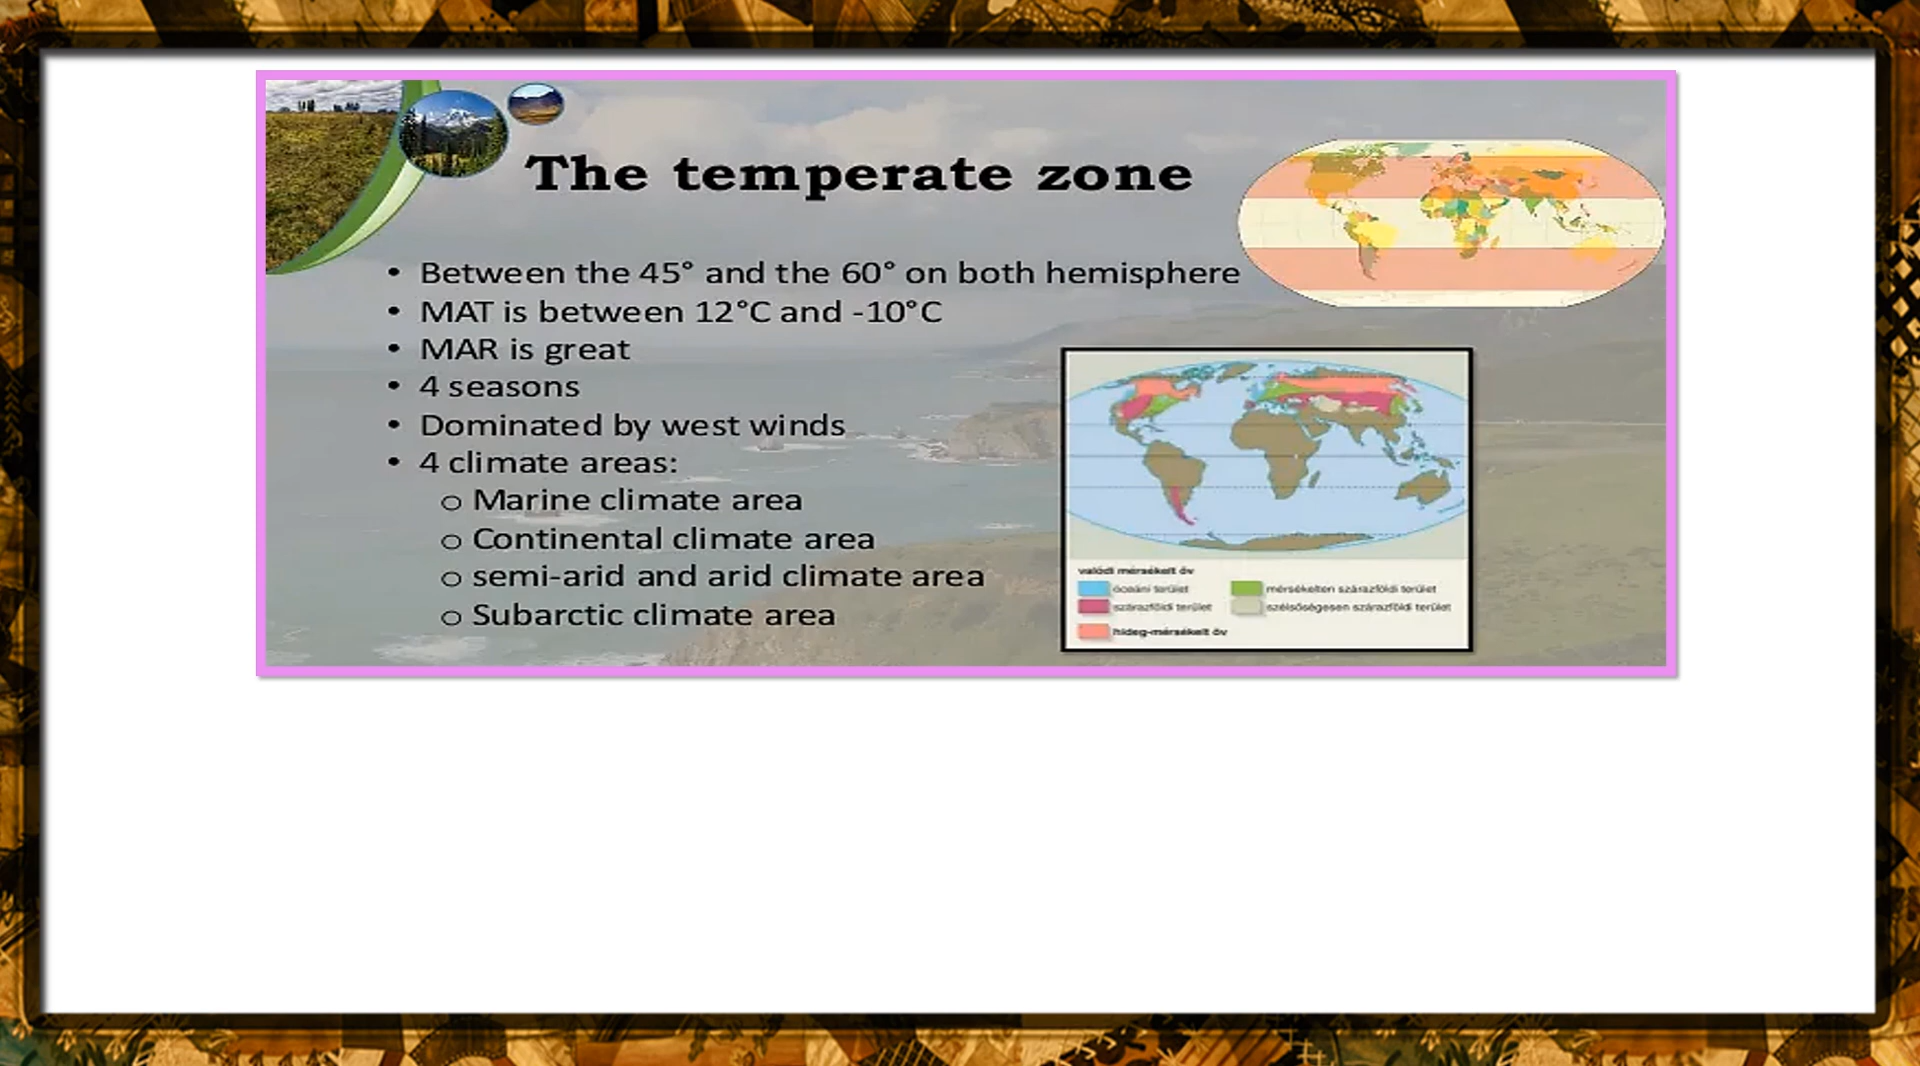 The temperate zone
• Between the 45° and the 60° on both hemisphere
• MAT is between 12°C and -10°C
• MAR is great
• 4 seasons
• Dominated by west winds
• 4 climate areas:
o Marine climate area
o Continental climate area
o semi-arid and arid climate area
o Subarctic climate area
valódi mérsékelt öv
óceáni terület
mérsékelten szárazföldi terület
szárazföldi terület
szélsőségesen szárazföldi terület
hideg-mérsékelt öv